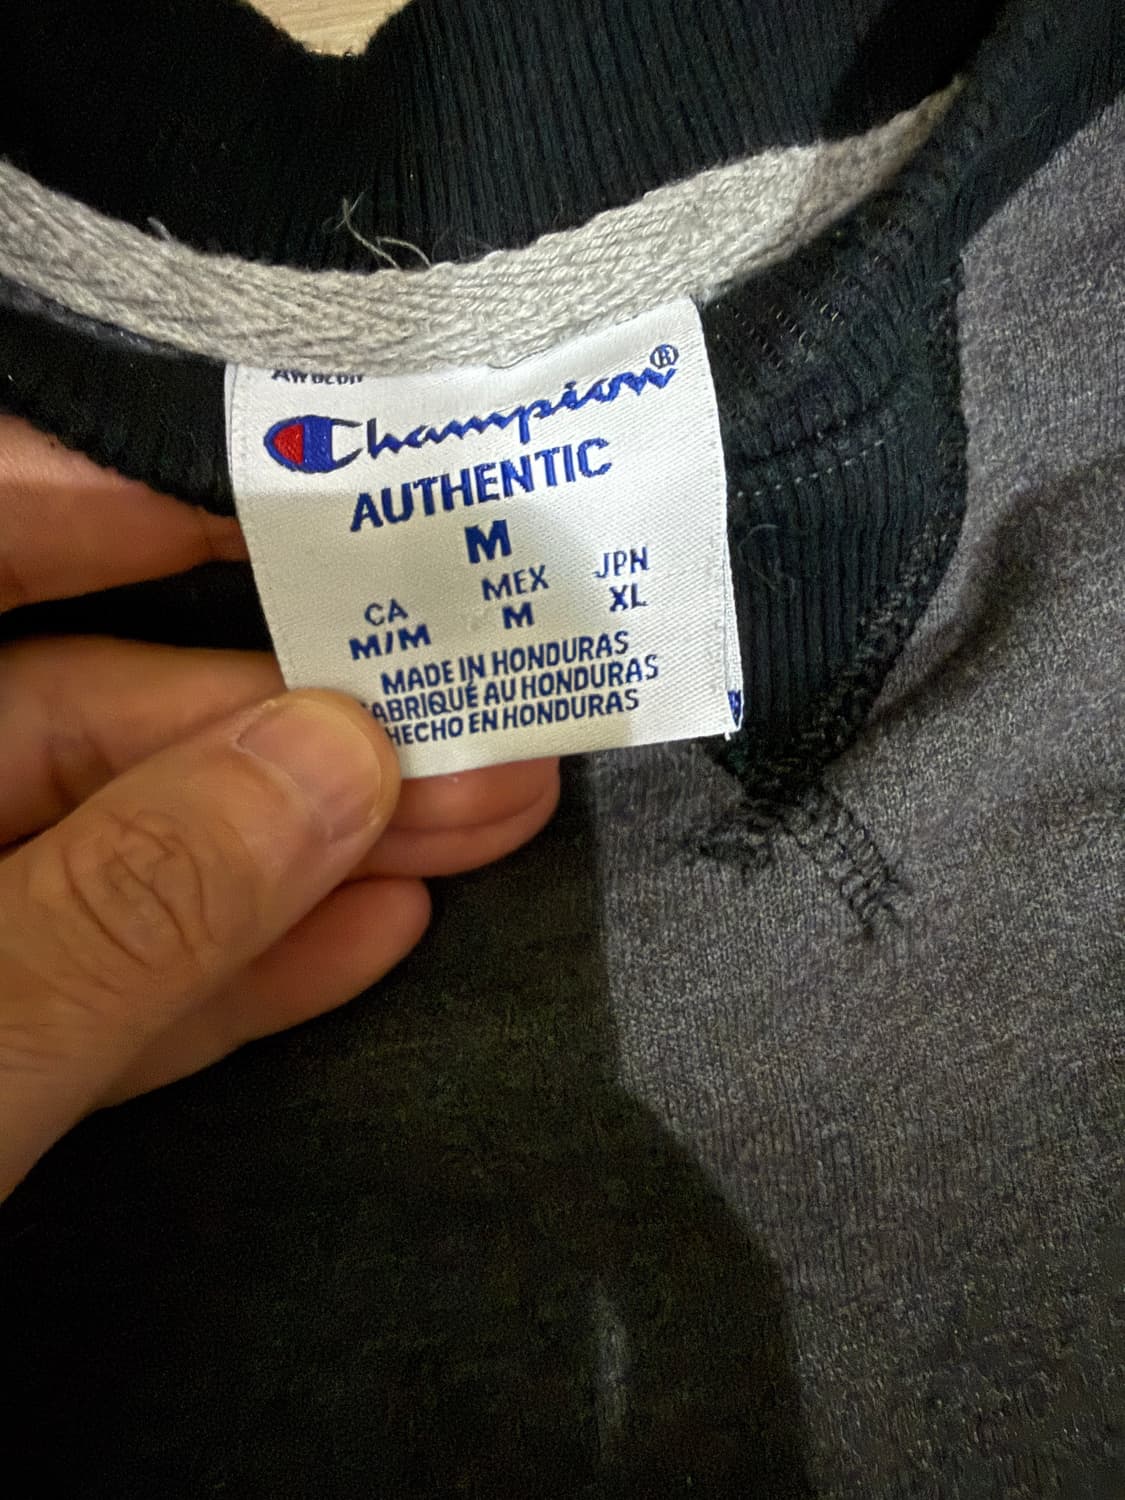 Champion®
AUTHENTIC
M
CA MEX JPN
M/M M XL
MADE IN HONDURAS
FABRIQUÉ AU HONDURAS
HECHO EN HONDURAS